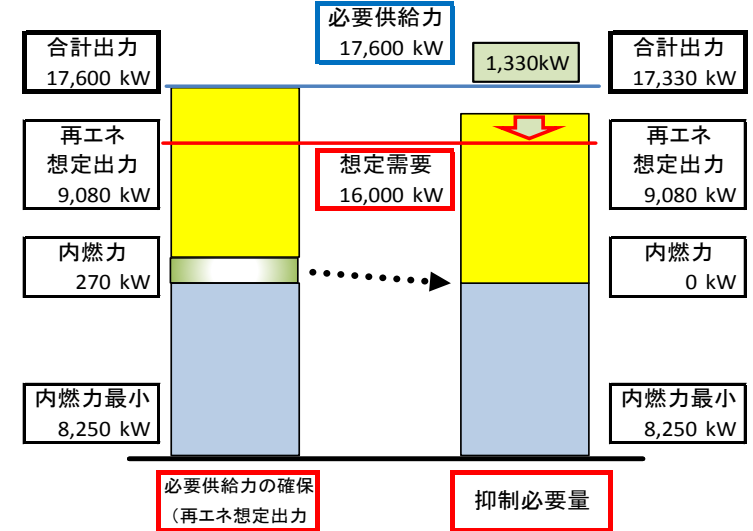 必要供給力
17,600 kW
合計出力
17,600 kW
1,330kW
合計出力
17,330 kW
再エネ
想定出力
9,080 kW
想定需要
16,000 kW
再エネ
想定出力
9,080 kW
内燃力
270 kW
内燃力
0 kW
内燃力最小
8,250 kW
内燃力最小
8,250 kW
必要供給力の確保
（再エネ想定出力
抑制必要量